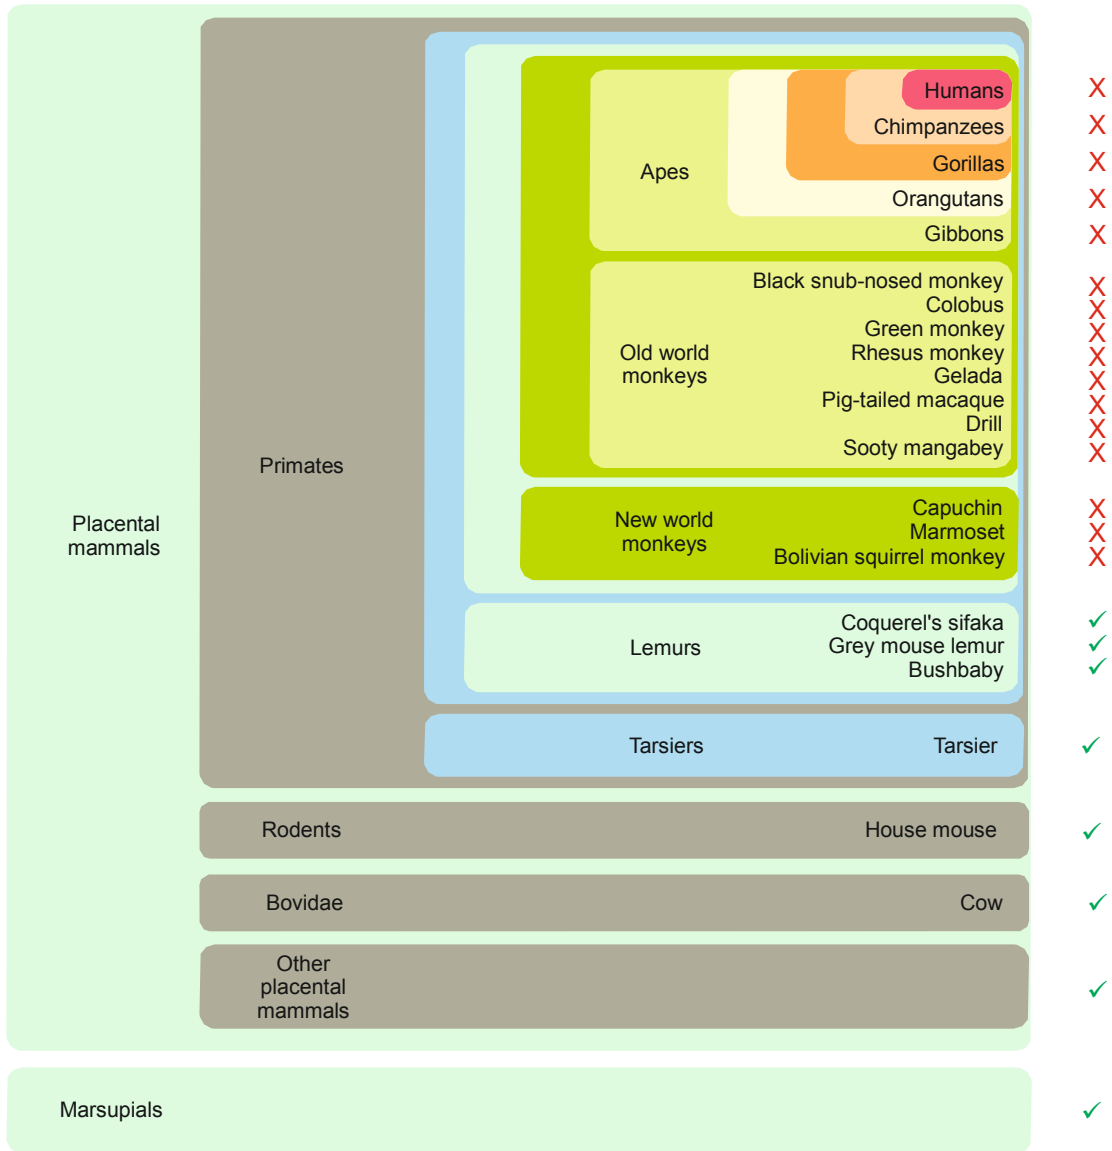 Humans X
Chimpanzees X
Gorillas X
Apes
Orangutans X
Gibbons X
Black snub-nosed monkey X
Colobus X
Green monkey X
Old world
monkeys
Rhesus monkey X
Gelada X
Pig-tailed macaque X
Drill X
Sooty mangabey X
Primates
Placental
mammals
New world
monkeys
Capuchin X
Marmoset X
Bolivian squirrel monkey X
Lemurs
Coquerel's sifaka ✓
Grey mouse lemur ✓
Bushbaby ✓
Tarsiers Tarsier ✓
Rodents House mouse ✓
Bovidae Cow ✓
Other
placental
mammals
✓
Marsupials ✓